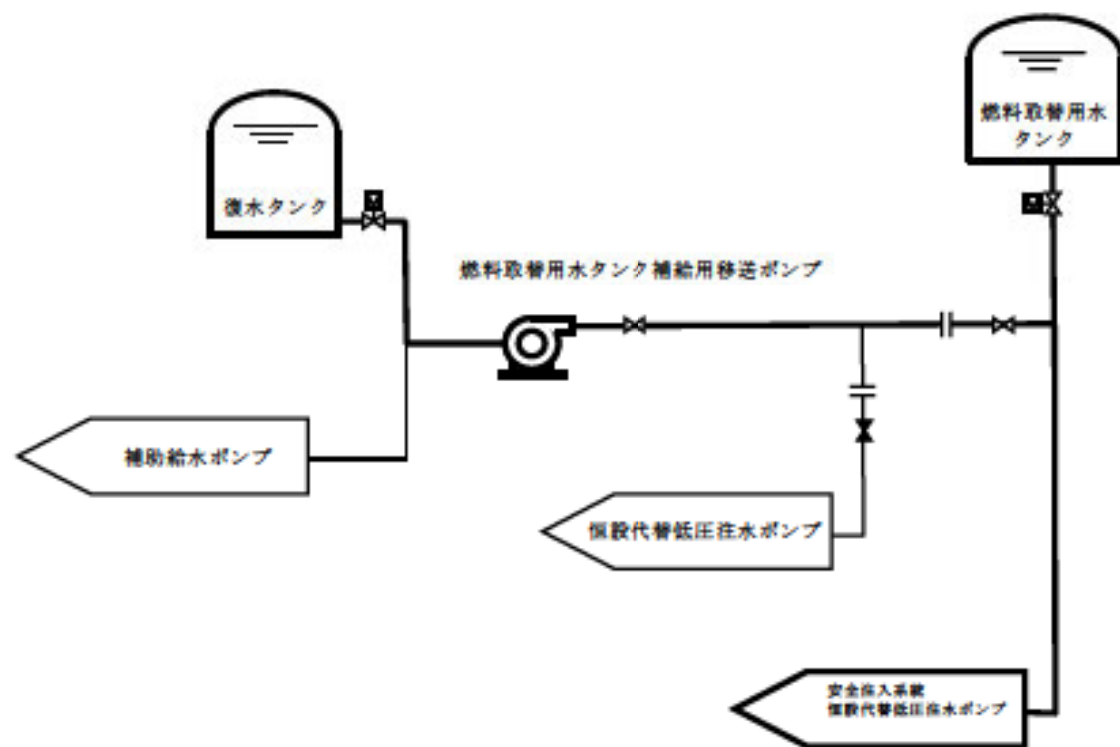 燃料取替用水
タンク
復水タンク
燃料取替用水タンク補給用移送ポンプ
補助給水ポンプ
恒設代替低圧注水ポンプ
安全注入系統
恒設代替低圧注水ポンプ